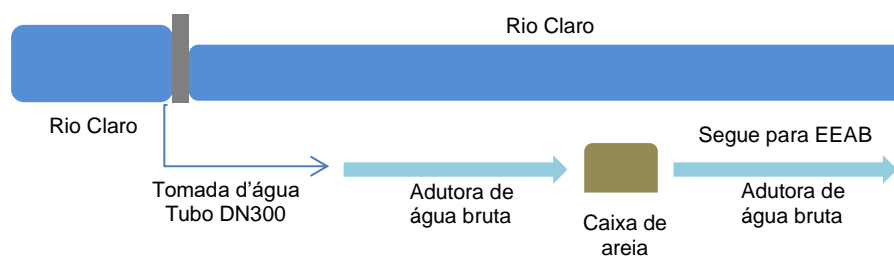 Rio Claro
Rio Claro
Tomada d’água
Tubo DN300
Adutora de
água bruta
Caixa de
areia
Segue para EEAB
Adutora de
água bruta